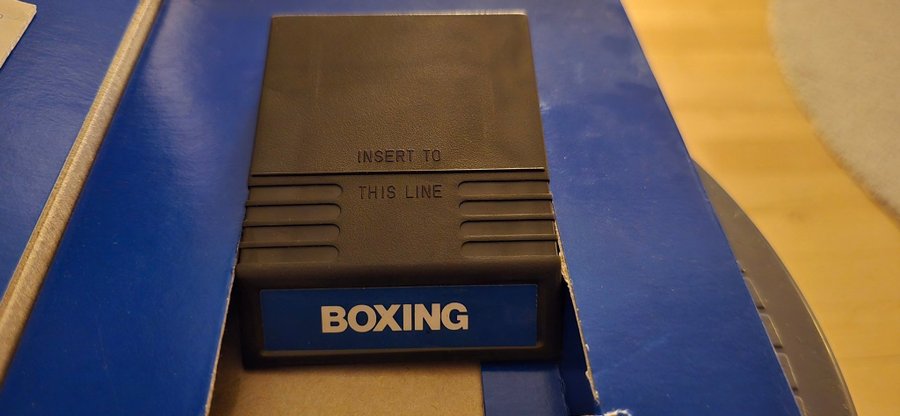 INSERT TO
THIS LINE
BOXING